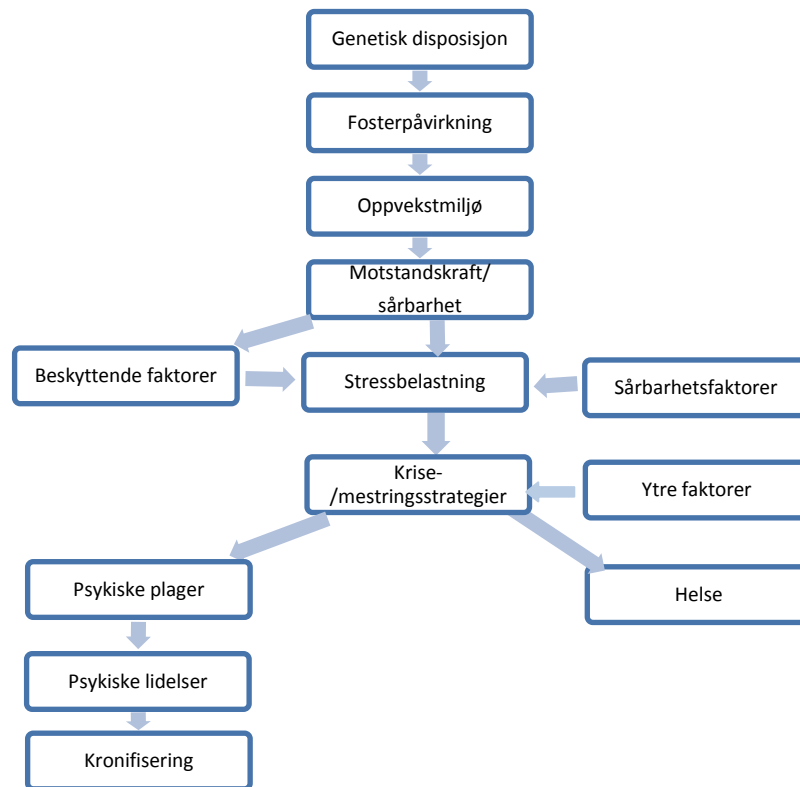 Genetisk disposisjon
Fosterpåvirkning
Oppvekstmiljø
Motstandskraft/
sårbarhet
Beskyttende faktorer
Stressbelastning
Sårbarhetsfaktorer
Krise-
/mestringsstrategier
Ytre faktorer
Psykiske plager
Helse
Psykiske lidelser
Kronifisering